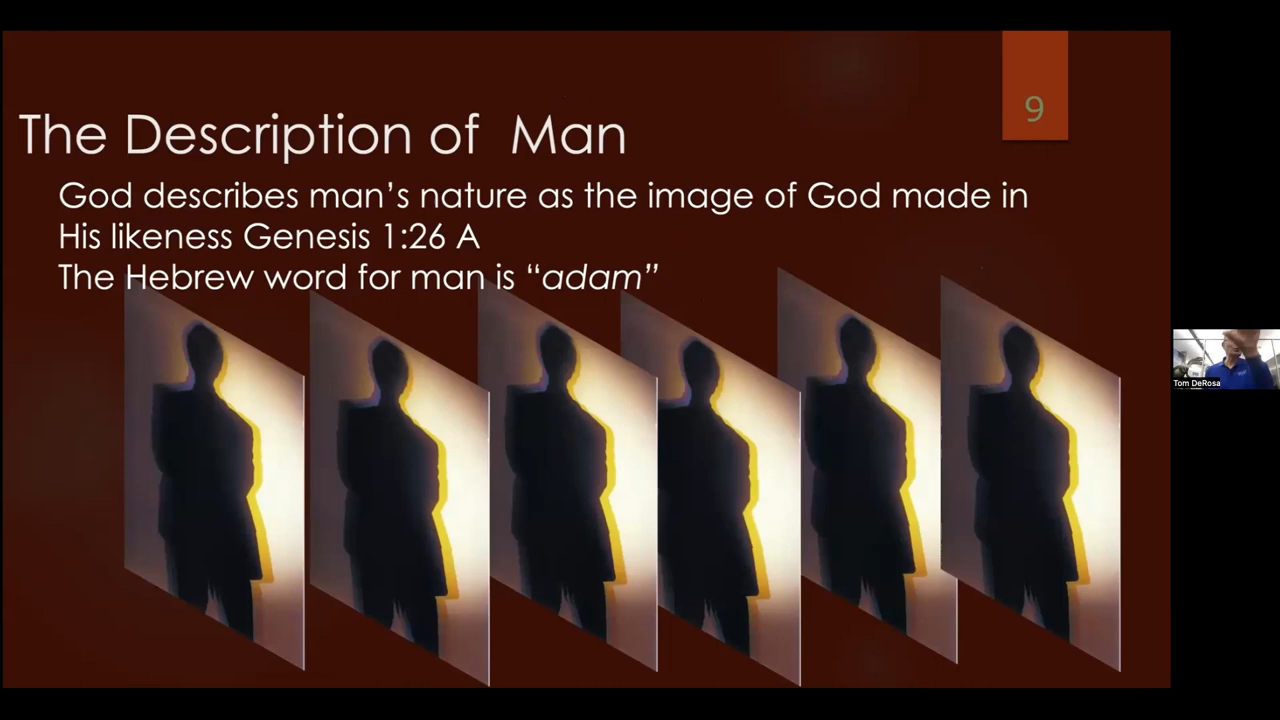 9
The Description of Man
God describes man’s nature as the image of God made in
His likeness Genesis 1:26 A
The Hebrew word for man is “adam”
Tom DeRosa